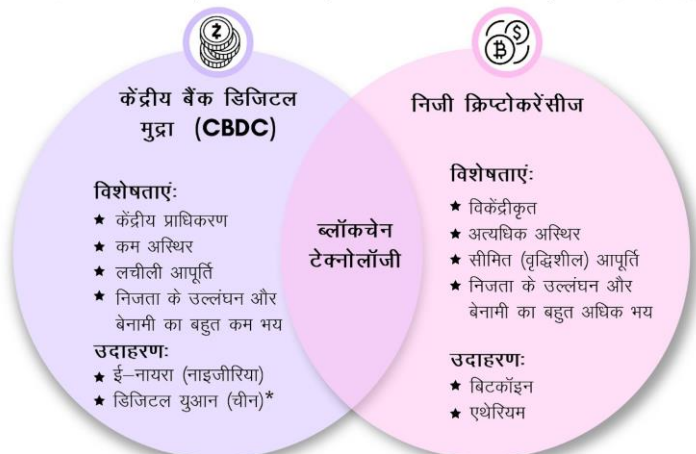 केंद्रीय बैंक डिजिटल
मुद्रा (CBDC)
विशेषताएं:
★ केंद्रीय प्राधिकरण
★ कम अस्थिर
★ लचीली आपूर्ति
★ निजता के उल्लंघन और
बेनामी का बहुत कम भय
उदाहरण:
★ ई–नायरा (नाइजीरिया)
★ डिजिटल युआन (चीन)*
ब्लॉकचेन
टेक्नोलॉजी
निजी क्रिप्टोकरेंसीज
विशेषताएं:
★ विकेंद्रीकृत
★ अत्यधिक अस्थिर
★ सीमित (वृद्धिशील) आपूर्ति
★ निजता के उल्लंघन और
बेनामी का बहुत अधिक भय
उदाहरण:
★ बिटकॉइन
★ एथेरियम